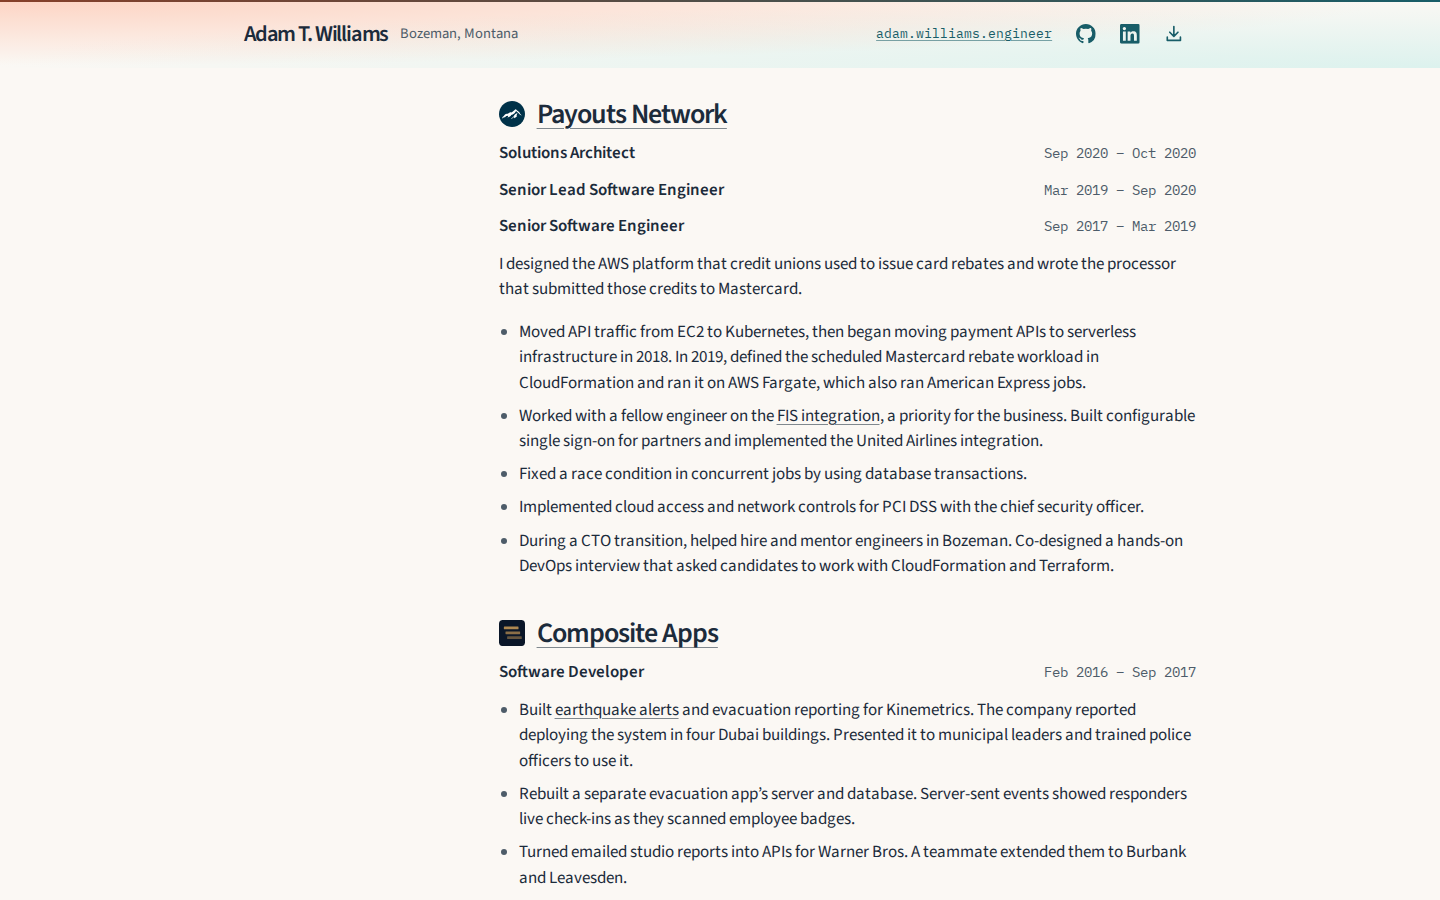 Adam T. Williams Bozeman, Montana adam.williams.engineer
Payouts Network
Solutions Architect Sep 2020 – Oct 2020
Senior Lead Software Engineer Mar 2019 – Sep 2020
Senior Software Engineer Sep 2017 – Mar 2019
I designed the AWS platform that credit unions used to issue card rebates and wrote the processor
that submitted those credits to Mastercard.
• Moved API traffic from EC2 to Kubernetes, then began moving payment APIs to serverless
infrastructure in 2018. In 2019, defined the scheduled Mastercard rebate workload in
CloudFormation and ran it on AWS Fargate, which also ran American Express jobs.
• Worked with a fellow engineer on the FIS integration, a priority for the business. Built configurable
single sign-on for partners and implemented the United Airlines integration.
• Fixed a race condition in concurrent jobs by using database transactions.
• Implemented cloud access and network controls for PCI DSS with the chief security officer.
• During a CTO transition, helped hire and mentor engineers in Bozeman. Co-designed a hands-on
DevOps interview that asked candidates to work with CloudFormation and Terraform.
Composite Apps
Software Developer Feb 2016 – Sep 2017
• Built earthquake alerts and evacuation reporting for Kinemetrics. The company reported
deploying the system in four Dubai buildings. Presented it to municipal leaders and trained police
officers to use it.
• Rebuilt a separate evacuation app’s server and database. Server-sent events showed responders
live check-ins as they scanned employee badges.
• Turned emailed studio reports into APIs for Warner Bros. A teammate extended them to Burbank
and Leavesden.